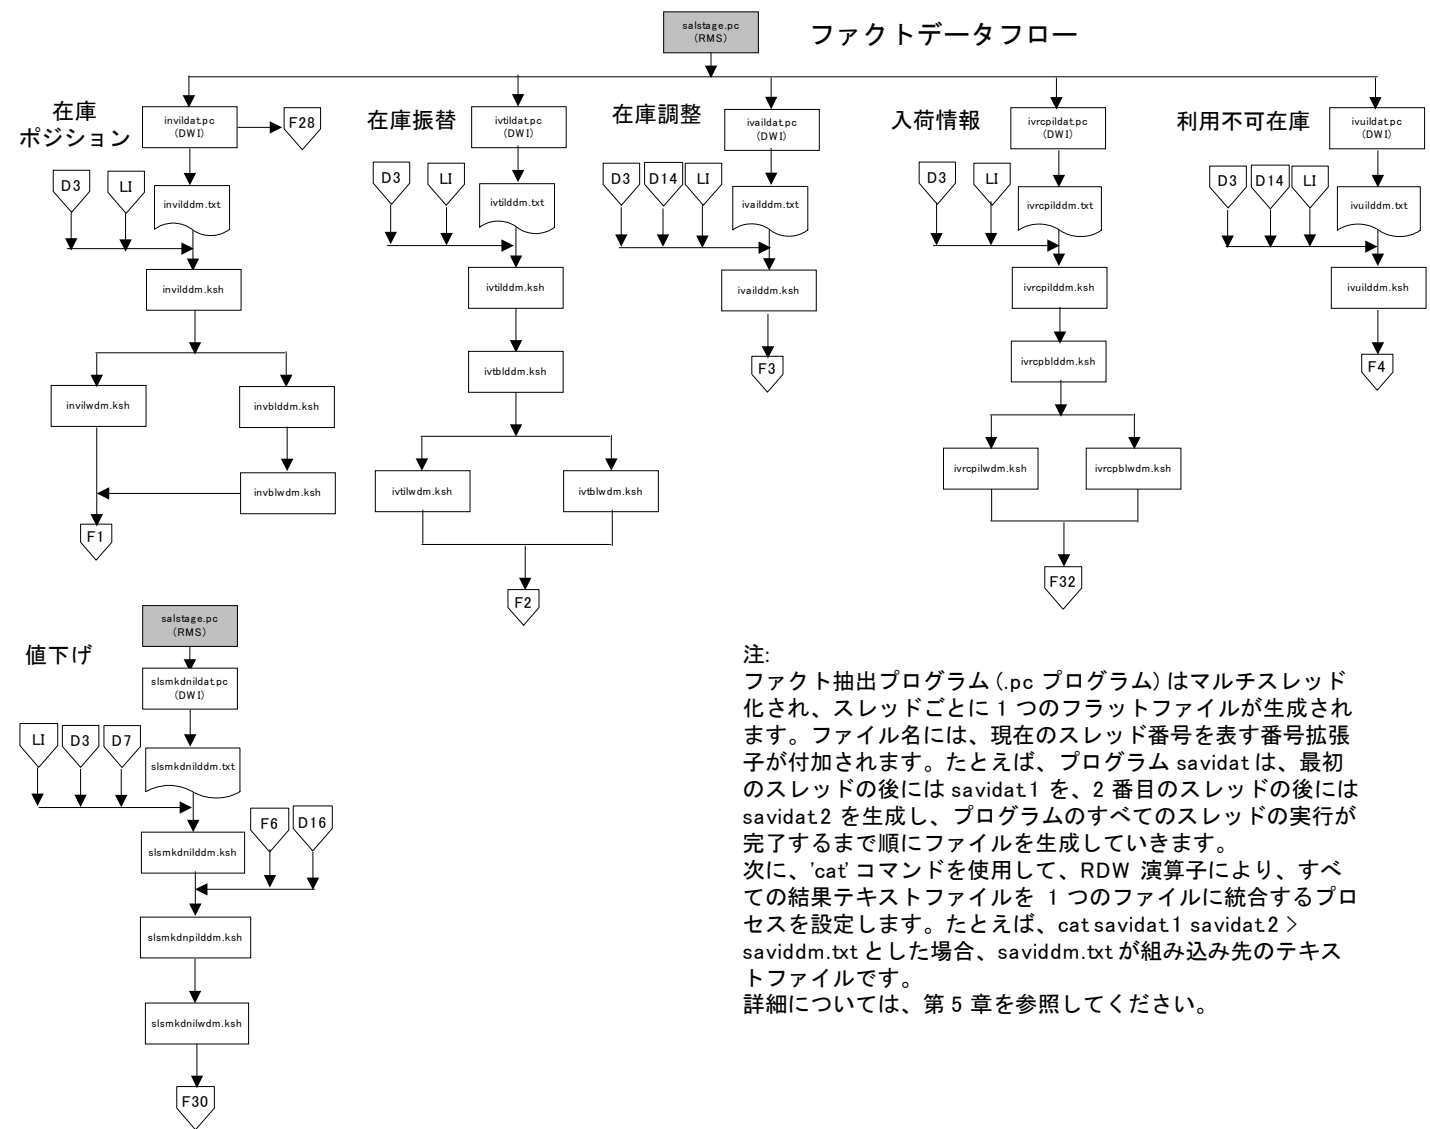 salstage.pc
(RMS)
ファクトデータフロー
在庫
ポジション
invildat.pc
(DWI)
F28
D3
LI
invilddm.txt
invilddm.ksh
invilwdm.ksh
invblddm.ksh
invblwdm.ksh
F1
在庫振替
ivtildat.pc
(DWI)
D3
LI
ivtilddm.txt
ivtilddm.ksh
ivtblddm.ksh
ivtilwdm.ksh
ivtblwdm.ksh
F2
在庫調整
ivaildat.pc
(DWI)
D3
D14
LI
ivailddm.txt
ivailddm.ksh
F3
入荷情報
ivrcpildat.pc
(DWI)
D3
LI
ivrcpilddm.txt
ivrcpilddm.ksh
ivrcpblddm.ksh
ivrcpilwdm.ksh
ivrcpblwdm.ksh
F32
利用不可在庫
ivuildat.pc
(DWI)
D3
D14
LI
ivuilddm.txt
ivuilddm.ksh
F4
値下げ
salstage.pc
(RMS)
slsmkdnildat.pc
(DWI)
LI
D3
D7
slsmkdnilddm.txt
slsmkdnilddm.ksh
F6
D16
slsmkdnpilddm.ksh
slsmkdnilwdm.ksh
F30
注:
ファクト抽出プログラム (.pc プログラム) はマルチスレッド
化され、スレッドごとに 1 つのフラットファイルが生成され
ます。ファイル名には、現在のスレッド番号を表す番号拡張
子が付加されます。たとえば、プログラム savidat は、最初
のスレッドの後には savidat.1 を、2 番目のスレッドの後には
savidat.2 を生成し、プログラムのすべてのスレッドの実行が
完了するまで順にファイルを生成していきます。
次に、'cat' コマンドを使用して、RDW 演算子により、すべ
ての結果テキストファイルを 1 つのファイルに統合するプロ
セスを設定します。たとえば、cat savidat.1 savidat.2 >
saviddm.txt とした場合、saviddm.txt が組み込み先のテキス
トファイルです。
詳細については、第 5 章を参照してください。